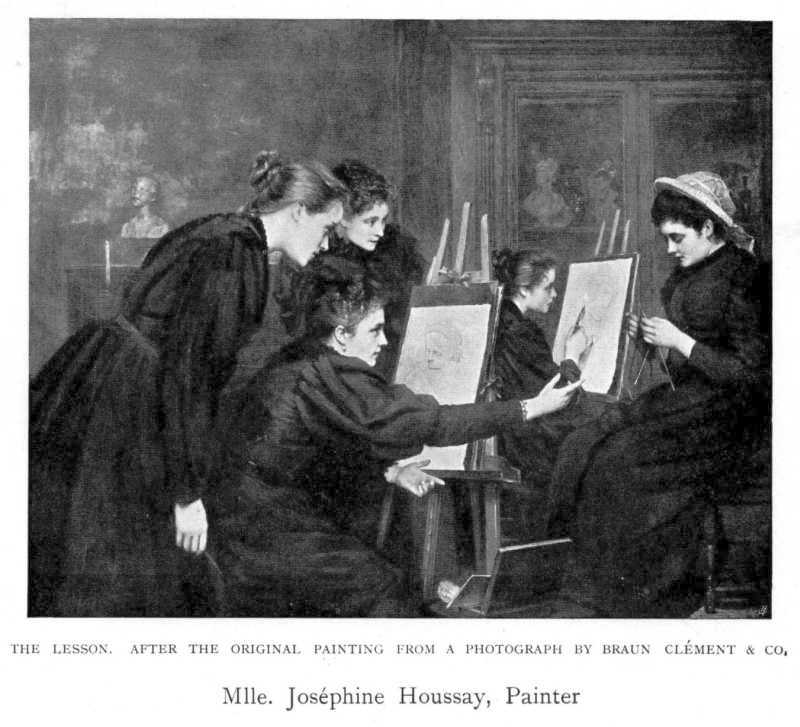 THE LESSON. AFTER THE ORIGINAL PAINTING FROM A PHOTOGRAPH BY BRAUN CLÉMENT & CO,
Mlle. Joséphine Houssay, Painter